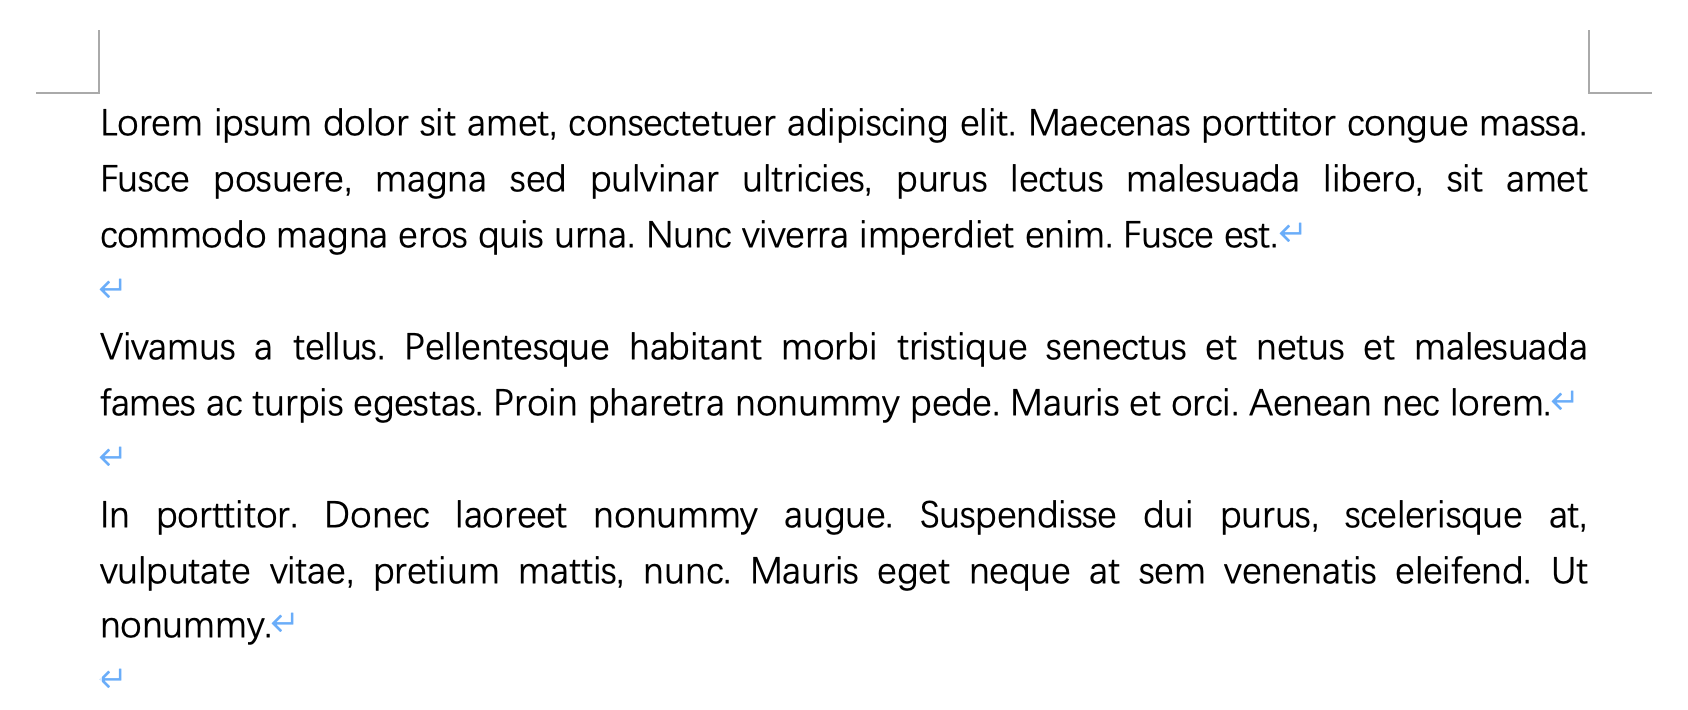 Lorem ipsum dolor sit amet, consectetuer adipiscing elit. Maecenas porttitor congue massa.
Fusce posuere, magna sed pulvinar ultricies, purus lectus malesuada libero, sit amet
commodo magna eros quis urna. Nunc viverra imperdiet enim. Fusce est.↵
↵
Vivamus a tellus. Pellentesque habitant morbi tristique senectus et netus et malesuada
fames ac turpis egestas. Proin pharetra nonummy pede. Mauris et orci. Aenean nec lorem.↵
↵
In porttitor. Donec laoreet nonummy augue. Suspendisse dui purus, scelerisque at,
vulputate vitae, pretium mattis, nunc. Mauris eget neque at sem venenatis eleifend. Ut
nonummy.↵
↵